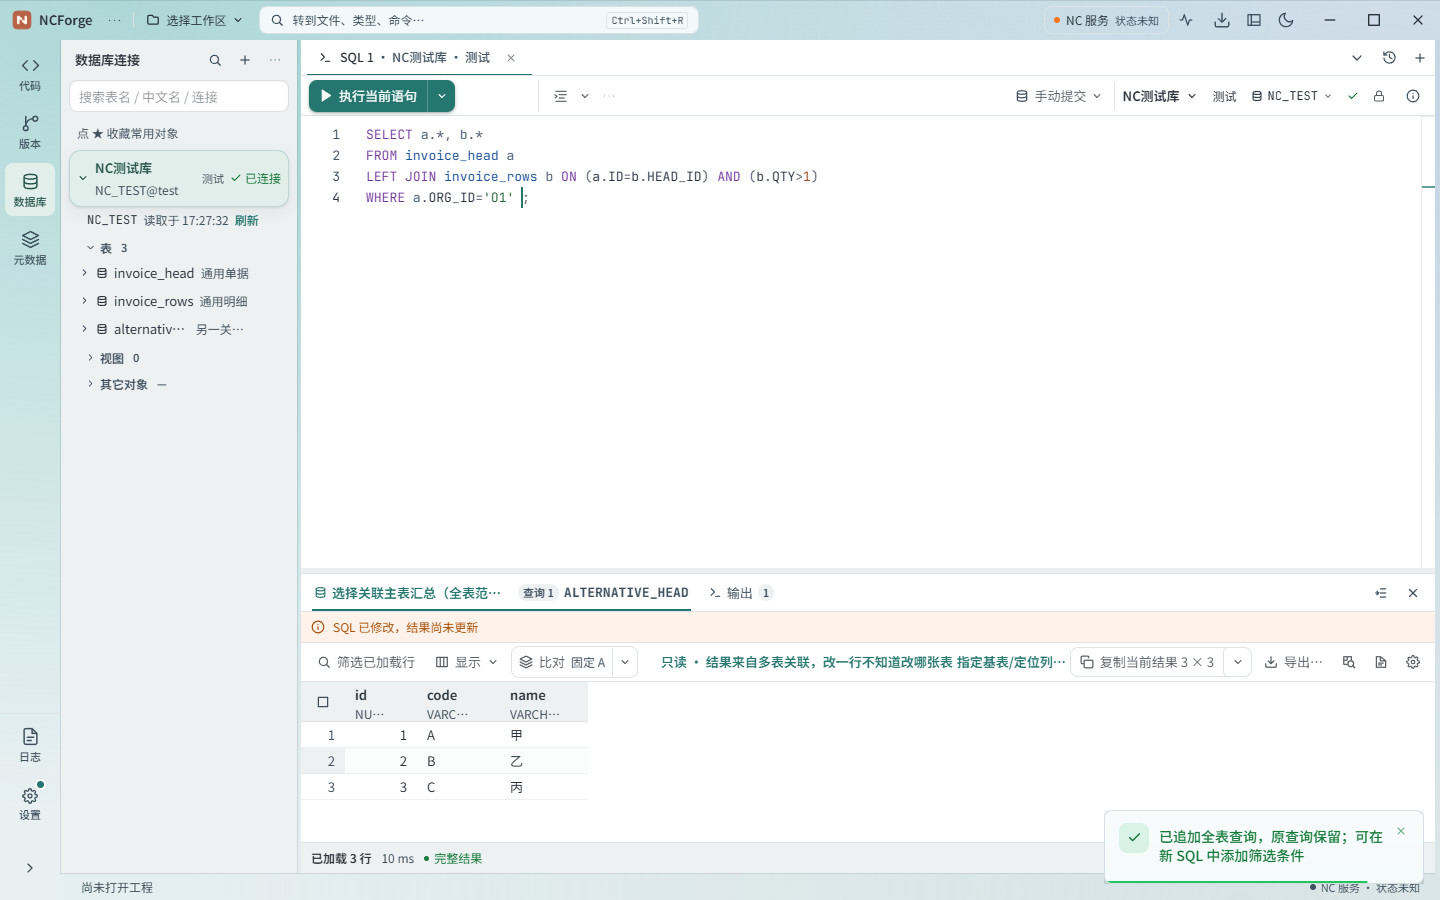 NCForge ··· 选择工作区 转到文件、类型、命令… Ctrl+Shift+R NC 服务 状态未知
代码
版本
数据库
元数据
日志
设置
数据库连接 ···
搜索表名 / 中文名 / 连接
点 ★ 收藏常用对象
NC测试库
NC_TEST@test
测试 已连接
NC_TEST 读取于 17:27:32 刷新
表 3
invoice_head 通用单据
invoice_rows 通用明细
alternativ… 另一关…
视图 0
其它对象 —
SQL 1 • NC测试库 • 测试
执行当前语句 ··· 手动提交 NC测试库 测试 NC_TEST
1 SELECT a.*, b.*
2 FROM invoice_head a
3 LEFT JOIN invoice_rows b ON (a.ID=b.HEAD_ID) AND (b.QTY>1)
4 WHERE a.ORG_ID='O1' ;
选择关联主表汇总（全表范… 查询 1 ALTERNATIVE_HEAD 输出 1
SQL 已修改，结果尚未更新
筛选已加载行 显示 比对 固定 A 只读 • 结果来自多表关联，改一行不知道改哪张表 指定基表/定位列… 复制当前结果 3 × 3 导出…
id code name
NU… VARC… VARCH…
1 1 A 甲
2 2 B 乙
3 3 C 丙
已加载 3 行 10 ms 完整结果
已追加全表查询，原查询保留；可在
新 SQL 中添加筛选条件
尚未打开工程 NC 服务 • 状态未知